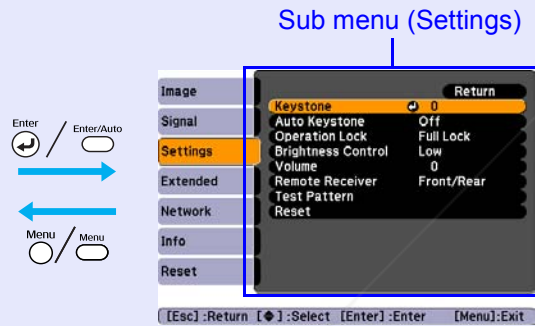 Sub menu (Settings)
Image
Signal
Settings
Extended
Network
Info
Reset
Return
Keystone 0
Auto Keystone Off
Operation Lock Full Lock
Brightness Control Low
Volume 0
Remote Receiver Front/Rear
Test Pattern
Reset
Enter
Enter/Auto
Menu
Menu
[Esc] :Return [◆] :Select [Enter] :Enter [Menu]:Exit